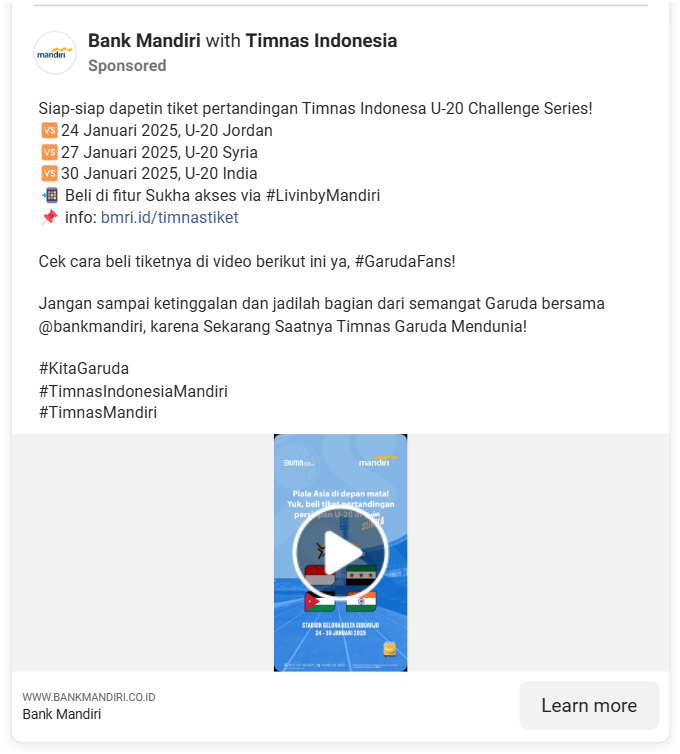 mandiri
Bank Mandiri with Timnas Indonesia
Sponsored
Siap-siap dapetin tiket pertandingan Timnas Indonesa U-20 Challenge Series!
🆚 24 Januari 2025, U-20 Jordan
🆚 27 Januari 2025, U-20 Syria
🆚 30 Januari 2025, U-20 India
📲 Beli di fitur Sukha akses via #LivinbyMandiri
📌 info: bmri.id/timnastiket
Cek cara beli tiketnya di video berikut ini ya, #GarudaFans!
Jangan sampai ketinggalan dan jadilah bagian dari semangat Garuda bersama
@bankmandiri, karena Sekarang Saatnya Timnas Garuda Mendunia!
#KitaGaruda
#TimnasIndonesiaMandiri
#TimnasMandiri
BUMN
mandiri
Piala Asia di depan mata!
Yuk, beli tiket pertandingan
persiapan U-20 di
STADION GELORA DELTA SIDOARJO
24 - 30 JANUARI 2025
WWW.BANKMANDIRI.CO.ID
Bank Mandiri
Learn more